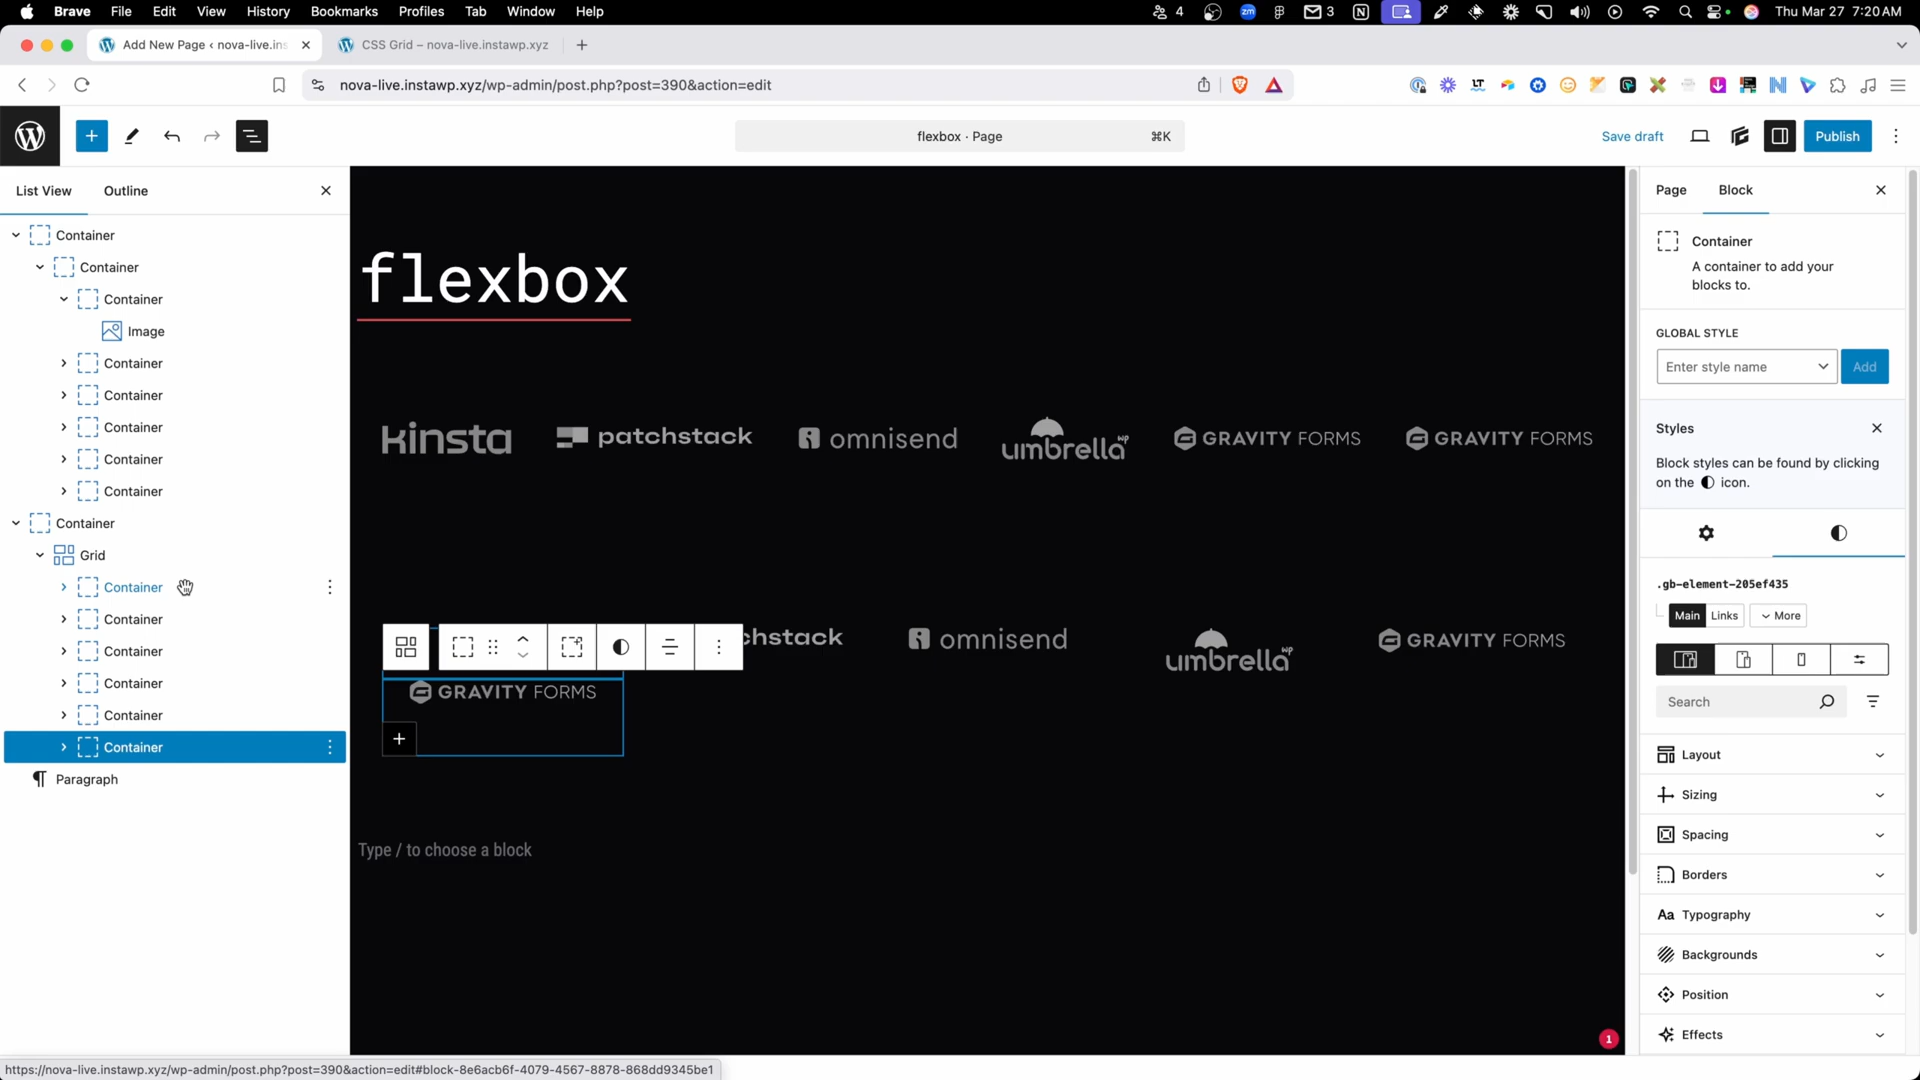 Brave File Edit View History Bookmarks Profiles Tab Window Help 4 zm 3 Thu Mar 27 7:20 AM
Add New Page ‹ nova-live.ins
CSS Grid – nova-live.instawp.xyz
nova-live.instawp.xyz/wp-admin/post.php?post=390&action=edit
flexbox · Page ⌘K
Save draft
Publish
List View Outline
Container
Container
Container
Image
Container
Container
Container
Container
Container
Container
Grid
Container
Container
Container
Container
Container
Container
Paragraph
flexbox
kinsta patchstack omnisend umbrella wp GRAVITY FORMS GRAVITY FORMS
chstack omnisend umbrella wp GRAVITY FORMS
GRAVITY FORMS
Type / to choose a block
1
Page Block
Container
A container to add your
blocks to.
GLOBAL STYLE
Enter style name
Add
Styles
Block styles can be found by clicking
on the icon.
.gb-element-205ef435
Main Links More
Search
Layout
Sizing
Spacing
Borders
Aa Typography
Backgrounds
Position
Effects
https://nova-live.instawp.xyz/wp-admin/post.php?post=390&action=edit#block-8e6acb6f-4079-4567-8878-868dd9345be1